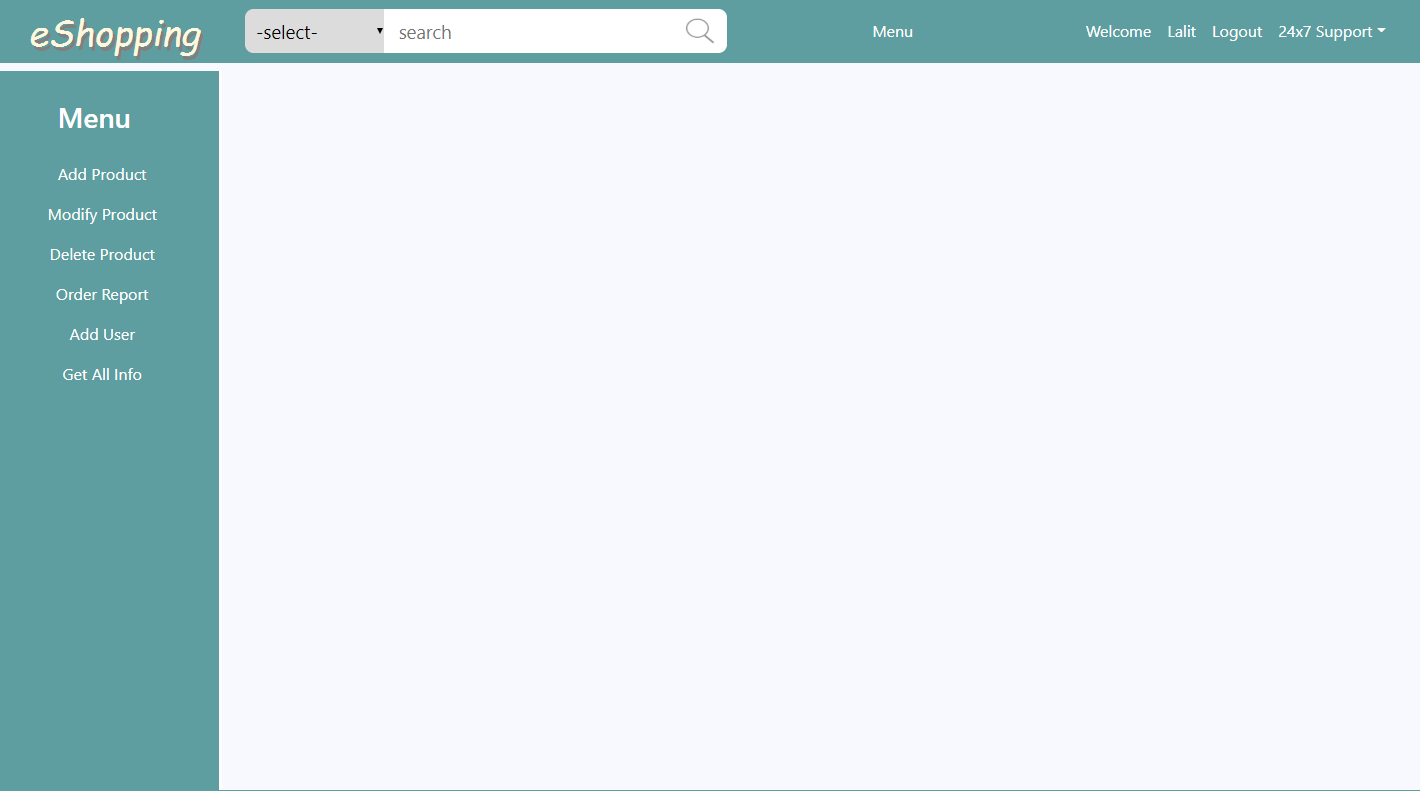 eShopping -select- search Menu Welcome Lalit Logout 24x7 Support
Menu
Add Product
Modify Product
Delete Product
Order Report
Add User
Get All Info